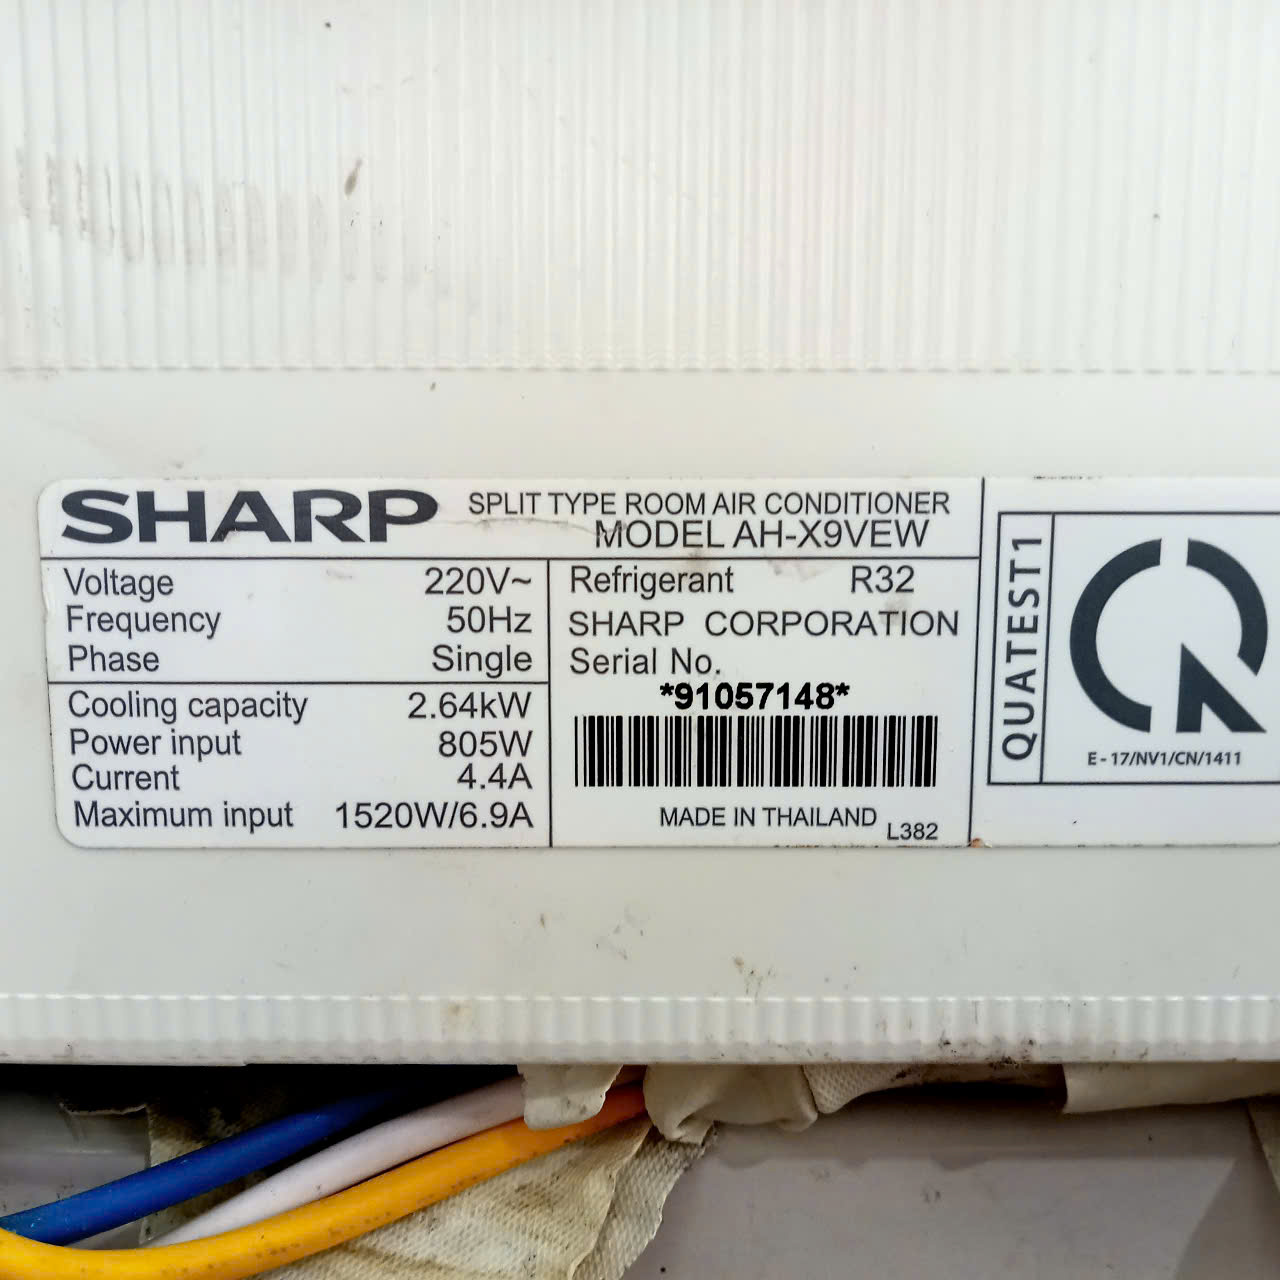 SHARP SPLIT TYPE ROOM AIR CONDITIONER
MODEL AH-X9VEW
Voltage 220V~
Frequency 50Hz
Phase Single
Cooling capacity 2.64kW
Power input 805W
Current 4.4A
Maximum input 1520W/6.9A
Refrigerant R32
SHARP CORPORATION
Serial No.
*91057148*
MADE IN THAILAND
L382
QUATEST1
E - 17/NV1/CN/1411